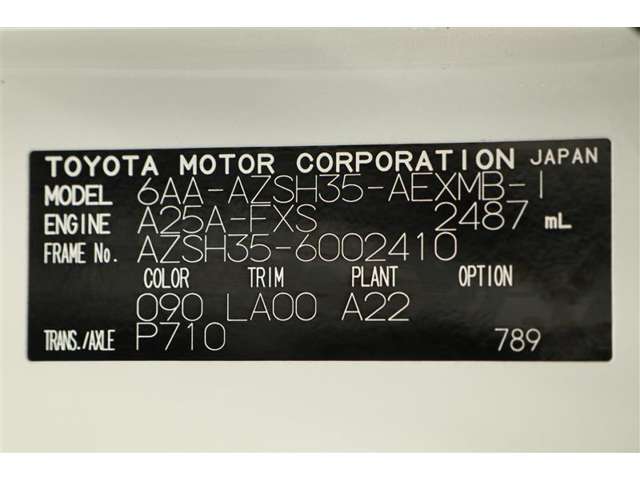 TOYOTA MOTOR CORPORATION JAPAN
MODEL 6AA-AZSH35-AEXMB-I
ENGINE A25A-FXS 2487 mL
FRAME No. AZSH35-6002410
COLOR TRIM PLANT OPTION
090 LA00 A22
TRANS./AXLE P710 789